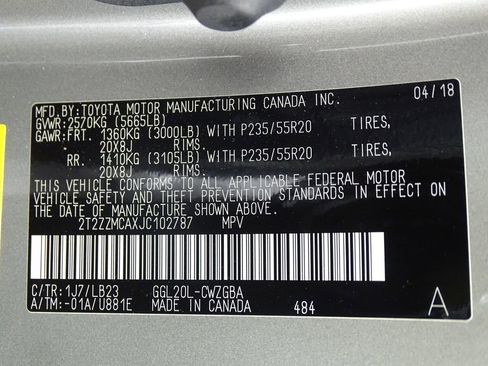 MFD.BY:TOYOTA MOTOR MANUFACTURING CANADA INC. 04/18
GVWR:2570KG (5665LB)
GAWR:FRT. 1360KG (3000LB) WITH P235/55R20 TIRES,
20X8J RIMS.
RR. 1410KG (3105LB) WITH P235/55R20 TIRES,
20X8J RIMS.
THIS VEHICLE CONFORMS TO ALL APPLICABLE FEDERAL MOTOR
VEHICLE SAFETY AND THEFT PREVENTION STANDARDS IN EFFECT ON
THE DATE OF MANUFACTURE SHOWN ABOVE.
2T2ZZMCAXJC102787 MPV
C/TR:1J7/LB23 GGL20L-CWZGBA
A/TM:-01A/U881E MADE IN CANADA 484 A